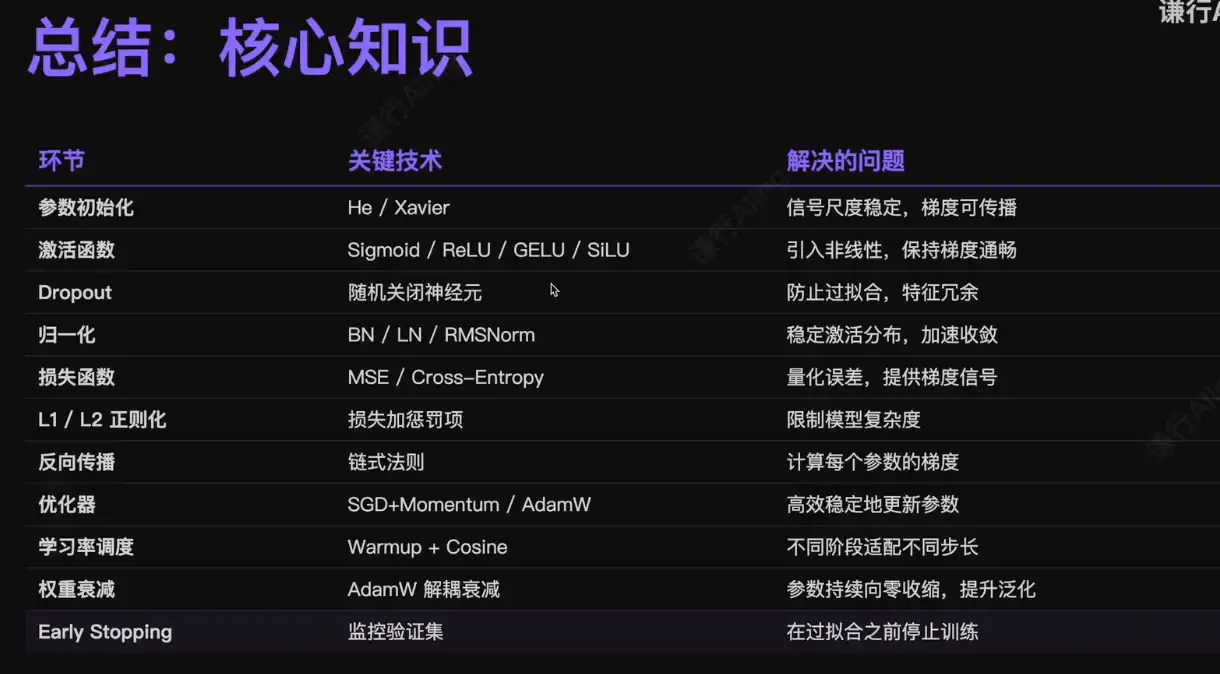 谦行A
总结：核心知识
环节 关键技术 解决的问题
参数初始化 He / Xavier 信号尺度稳定，梯度可传播
激活函数 Sigmoid / ReLU / GELU / SiLU 引入非线性，保持梯度通畅
Dropout 随机关闭神经元 防止过拟合，特征冗余
归一化 BN / LN / RMSNorm 稳定激活分布，加速收敛
损失函数 MSE / Cross-Entropy 量化误差，提供梯度信号
L1 / L2 正则化 损失加惩罚项 限制模型复杂度
反向传播 链式法则 计算每个参数的梯度
优化器 SGD+Momentum / AdamW 高效稳定地更新参数
学习率调度 Warmup + Cosine 不同阶段适配不同步长
权重衰减 AdamW 解耦衰减 参数持续向零收缩，提升泛化
Early Stopping 监控验证集 在过拟合之前停止训练